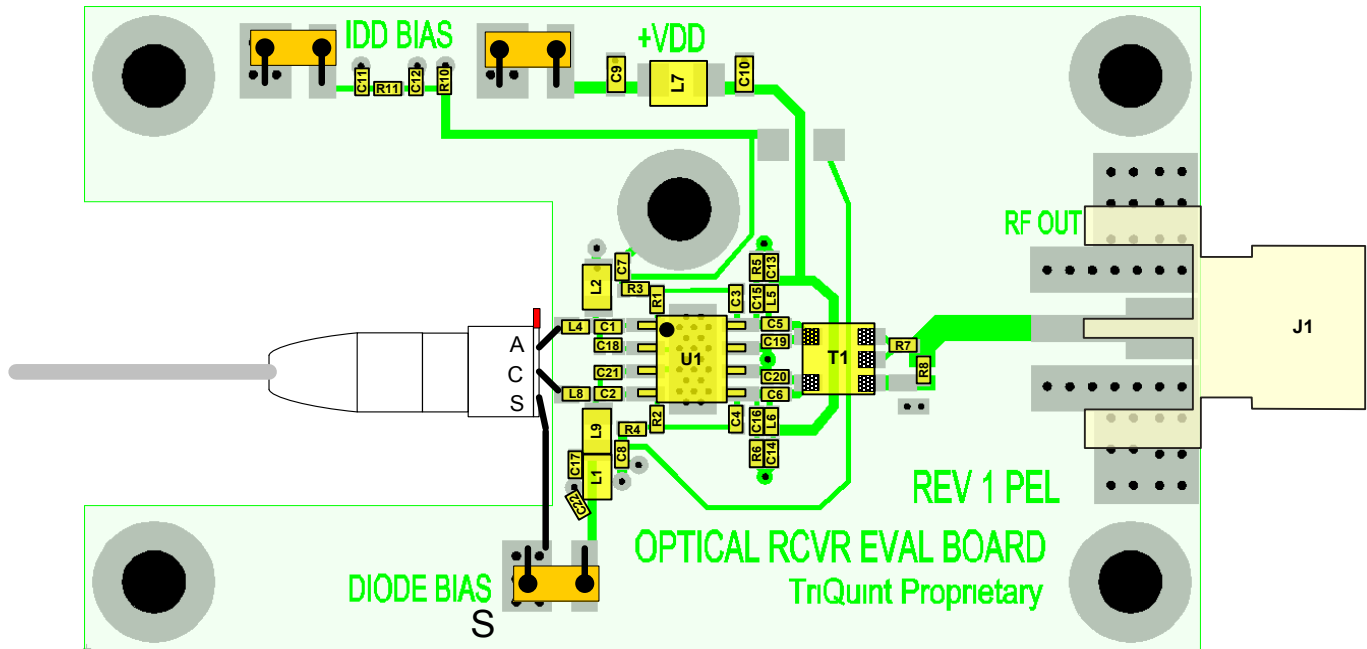 IDD BIAS
+VDD
C11
R11
C12
R10
C9
L7
C10
RF OUT
J1
L2
C7
R3
R1
C3
R5
C13
C15
L5
A
C
S
L4
C1
C18
C21
L8
C2
U1
C5
C19
C20
C6
T1
R7
R8
L9
R4
R2
C4
C16
L6
C17
L1
C8
R6
C14
C22
REV 1 PEL
OPTICAL RCVR EVAL BOARD
TriQuint Proprietary
DIODE BIAS
S